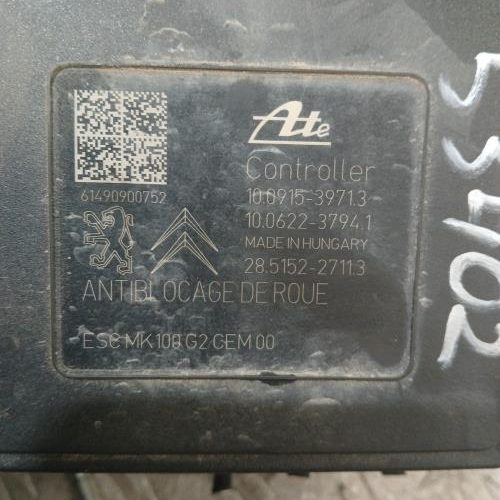 Ate
Controller
61490900752
10.0915-3971.3
10.0622-3794.1
MADE IN HUNGARY
28.5152-2711.3
ANTIBLOCAGE DE ROUE
ESC MK100 G2 CEM 00